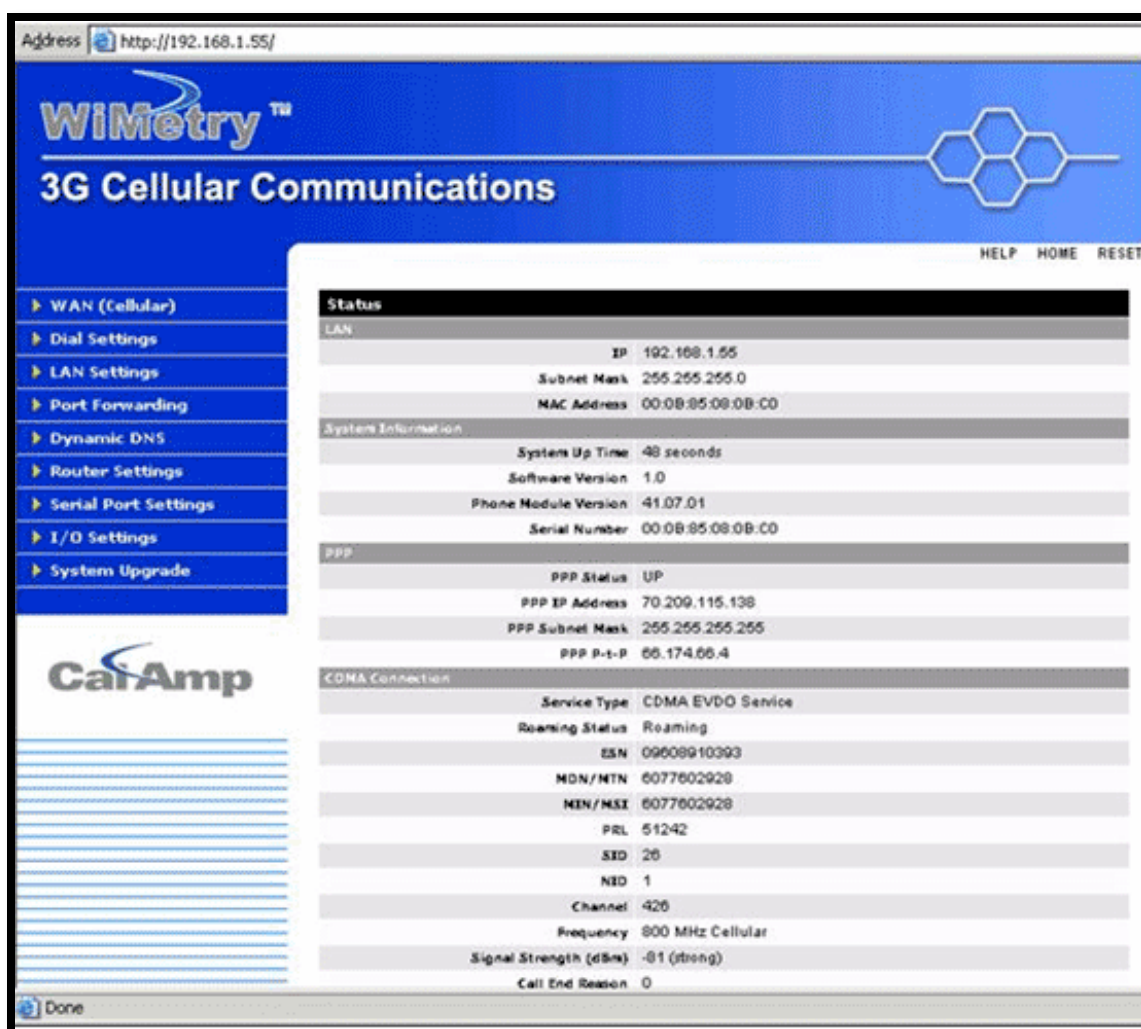 Address http://192.168.1.55/
WiMetry ™
3G Cellular Communications
HELP HOME RESET
WAN (Cellular)
Dial Settings
LAN Settings
Port Forwarding
Dynamic DNS
Router Settings
Serial Port Settings
I/O Settings
System Upgrade
CalAmp
Status
LAN
IP 192.168.1.55
Subnet Mask 255.255.255.0
MAC Address 00:0B:85:08:0B:C0
System Information
System Up Time 48 seconds
Software Version 1.0
Phone Module Version 41.07.01
Serial Number 00:0B:85:08:0B:C0
PPP
PPP Status UP
PPP IP Address 70.209.115.138
PPP Subnet Mask 255.255.255.255
PPP P-t-P 66.174.66.4
CDMA Connection
Service Type CDMA EVDO Service
Roaming Status Roaming
ESN 09608910393
MDN/MTN 6077602928
MIN/MSI 6077602928
PRL 51242
SID 26
NID 1
Channel 426
Frequency 800 MHz Cellular
Signal Strength (dBm) -81 (strong)
Call End Reason 0
Done